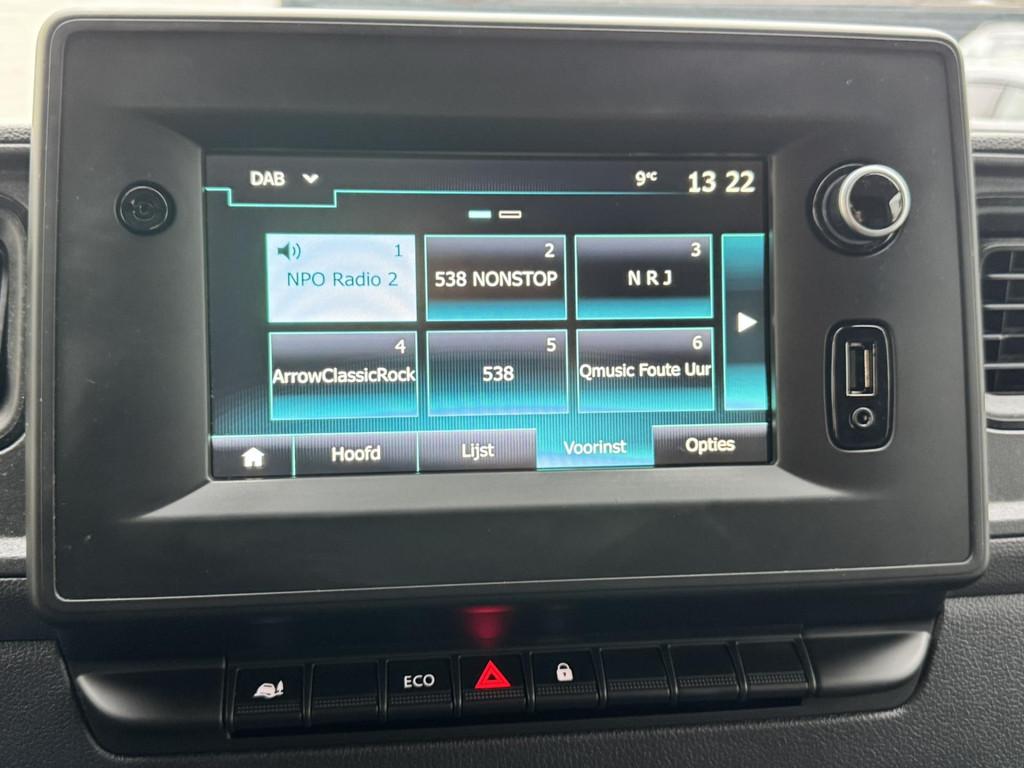 DAB
9°C
13 22
1
NPO Radio 2
2
538 NONSTOP
3
NRJ
4
ArrowClassicRock
5
538
6
Qmusic Foute Uur
Hoofd
Lijst
Voorinst
Opties
ECO